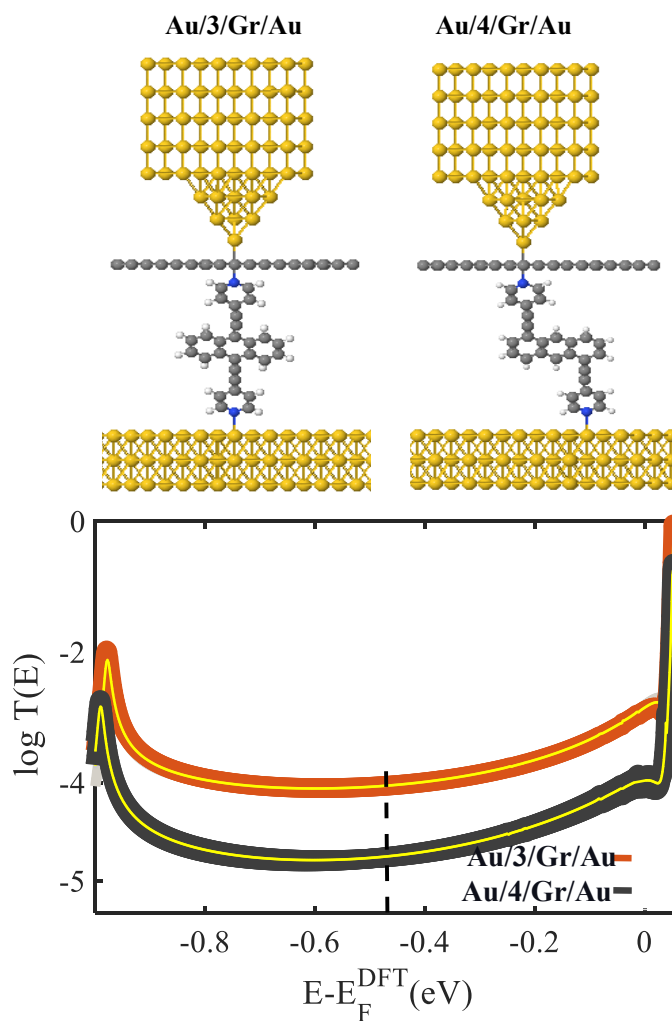 Au/3/Gr/Au Au/4/Gr/Au
0
-2
-4
-5
log T(E)
Au/3/Gr/Au
Au/4/Gr/Au
-0.8 -0.6 -0.4 -0.2 0
E-E_F^DFT(eV)